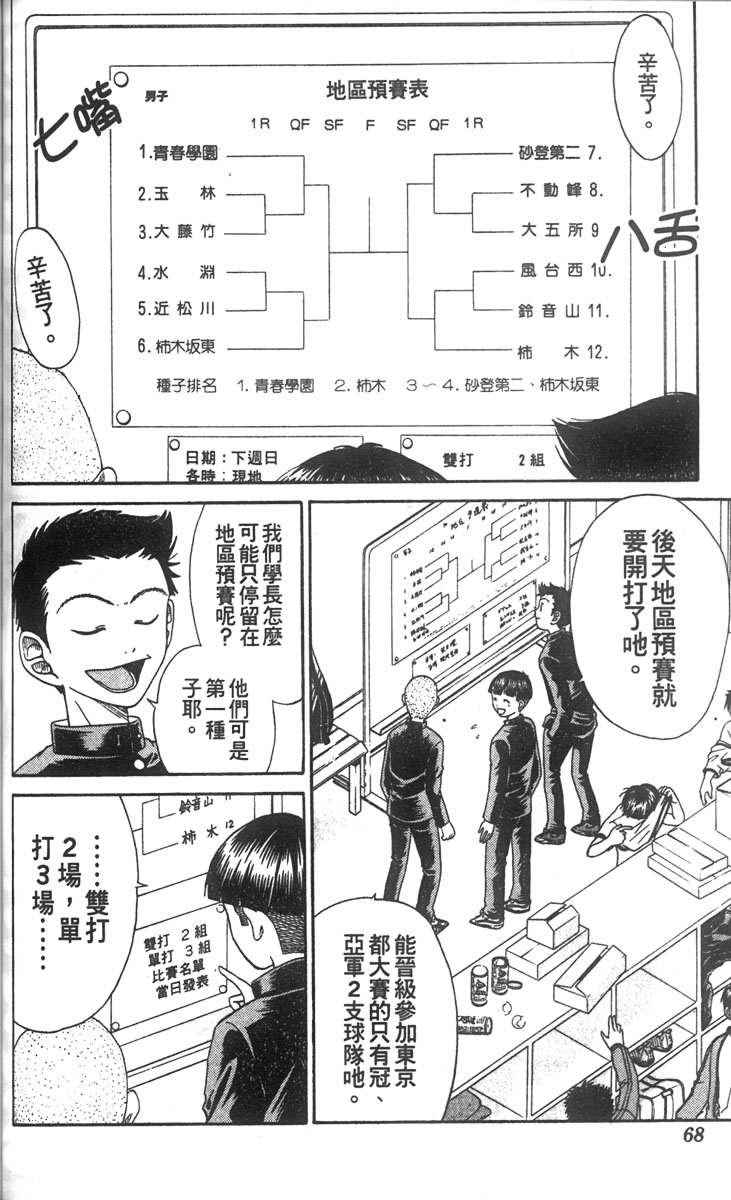 辛苦了。
七嘴
八舌
辛苦了。
男子
地區預賽表
1R QF SF F SF QF 1R
1.青春學園
2.玉林
3.大藤竹
4.水淵
5.近松川
6.柿木坂東
砂登第二 7.
不動峰 8.
大五所 9
風台西 10.
鈴音山 11.
柿木 12.
種子排名 1.青春學園 2.柿木 3～4.砂登第二、柿木坂東
日期：下週日
各時：現地
雙打 2組
後天地區預賽就
要開打了吔。
能晉級參加東京
都大賽的只有冠、
亞軍2支球隊吔。
我們學長怎麼
可能只停留在
地區預賽呢？
他們可是
第一種
子耶。
鈴音山 11
柿木 12
雙打 2組
單打 3組
比賽名單
當日發表
……雙打
2場，單
打3場……
68